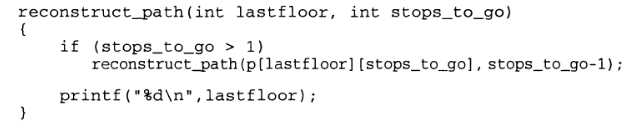 reconstruct_path(int lastfloor, int stops_to_go)
{
if (stops_to_go > 1)
reconstruct_path(p[lastfloor][stops_to_go], stops_to_go-1);
printf("%d\n",lastfloor);
}